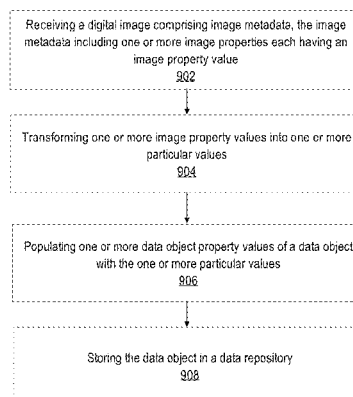 Receiving a digital image comprising image metadata, the image
metadata including one or more image properties each having an
image property value
902
Transforming one or more image property values into one or more
particular values
904
Populating one or more data object property values of a data object
with the one or more particular values
906
Storing the data object in a data repository
908